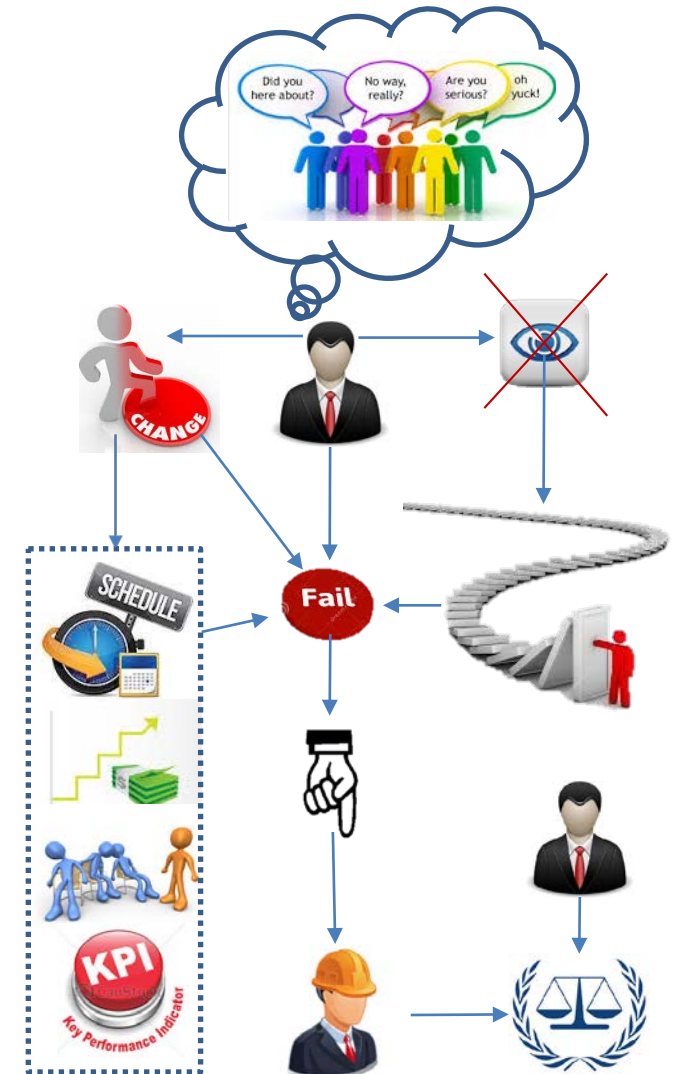 Did you
here about?
No way,
really?
Are you
serious?
oh
yuck!
CHANGE
SCHEDULE
Fail
KPI
Key Performance Indicator